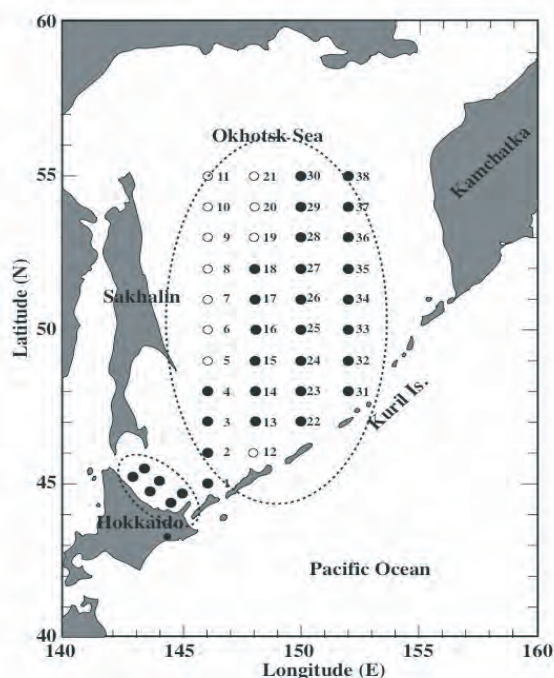 60
Okhotsk Sea
55
11 21 30 38
10 20 29 37
9 19 28 36
8 18 27 35
7 17 26 34
6 16 25 33
5 15 24 32
4 14 23 31
3 13 22
2 12
1
Kamchatka
Sakhalin
Latitude (N)
50
Kuril Is.
45
Hokkaido
Pacific Ocean
40
140 145 150 155 160
Longitude (E)